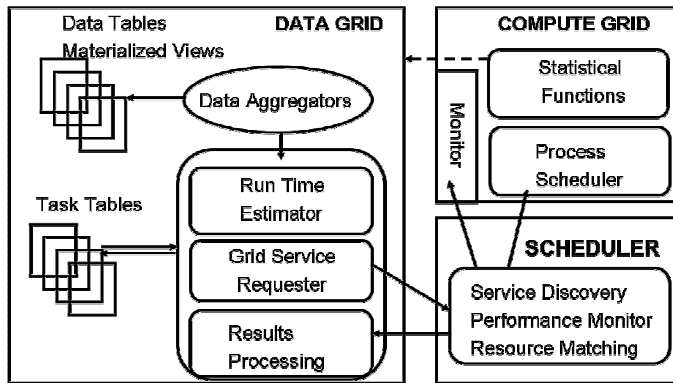 Data Tables
Materialized Views
DATA GRID
Data Aggregators
Task Tables
Run Time
Estimator
Grid Service
Requester
Results
Processing
COMPUTE GRID
Statistical
Functions
Monitor
Process
Scheduler
SCHEDULER
Service Discovery
Performance Monitor
Resource Matching